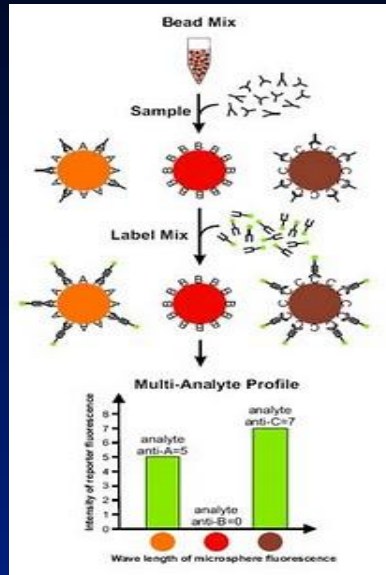 Bead Mix
Sample
A A A A A A A A
B B B B B B B B B B B B
C C C C C C C C
Label Mix
A A A A A A A A
B B B B B B B B B B B B
C C C C C C C C
Multi-Analyte Profile
Intensity of reporter fluorescence
8
7
6
5
4
3
2
1
0
analyte
anti-A=5
analyte
anti-B=0
analyte
anti-C=7
Wave length of microsphere fluorescence